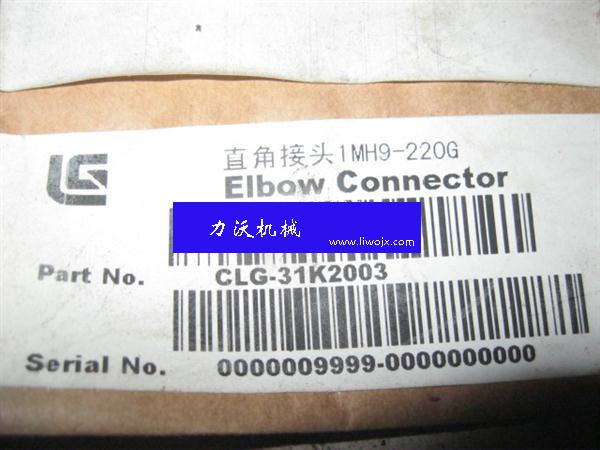 直角接头1MH9-220G
Elbow Connector
力沃机械
www.liwojx.com
Part No. CLG-31K2003
Serial No. 0000009999-0000000000